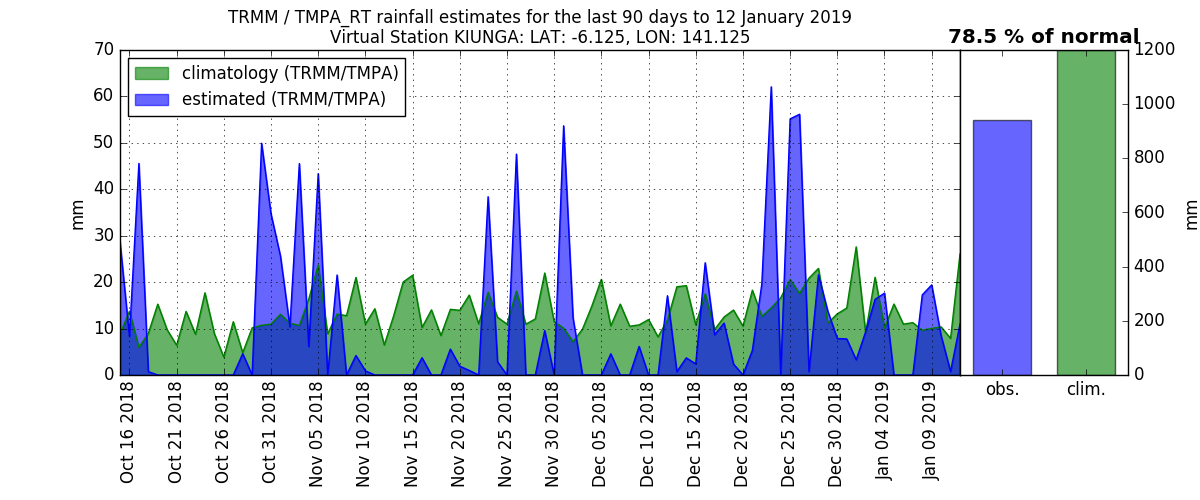 TRMM / TMPA_RT rainfall estimates for the last 90 days to 12 January 2019
Virtual Station KIUNGA: LAT: -6.125, LON: 141.125
78.5 % of normal
climatology (TRMM/TMPA)
estimated (TRMM/TMPA)
70
60
50
40
30
20
10
0
mm
1200
1000
800
600
400
200
0
mm
Oct 16 2018
Oct 21 2018
Oct 26 2018
Oct 31 2018
Nov 05 2018
Nov 10 2018
Nov 15 2018
Nov 20 2018
Nov 25 2018
Nov 30 2018
Dec 05 2018
Dec 10 2018
Dec 15 2018
Dec 20 2018
Dec 25 2018
Dec 30 2018
Jan 04 2019
Jan 09 2019
obs.
clim.